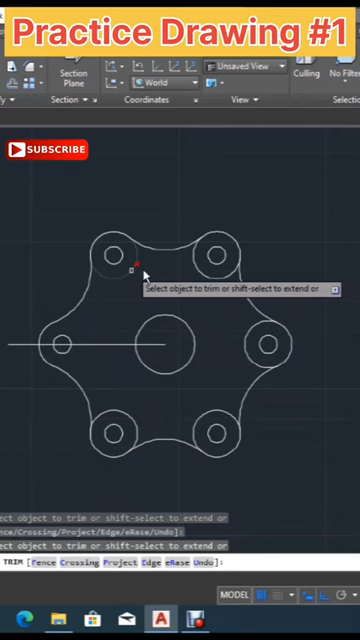 Practice Drawing #1
Unsaved View
Section
Plane
World
Culling
No Filter
Section
Coordinates
View
SUBSCRIBE
Select object to trim or shift-select to extend or
ect object to trim or shift-select to extend or
nce/Crossing/Project/Edge/eRase/Undo]:
ect object to trim or shift-select to extend or
TRIM [Fence Crossing Project Edge eRase Undo]:
MODEL